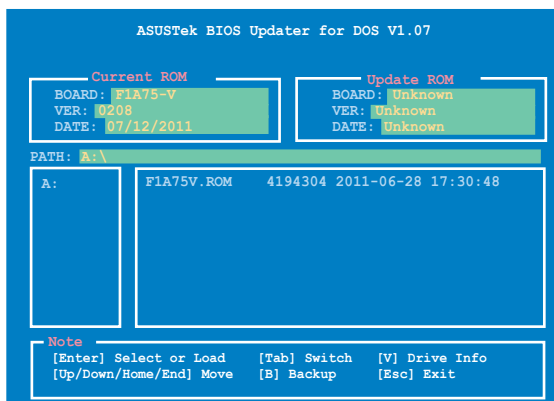 ASUSTek BIOS Updater for DOS V1.07
Current ROM
BOARD: F1A75-V
VER: 0208
DATE: 07/12/2011
Update ROM
BOARD: Unknown
VER: Unknown
DATE: Unknown
PATH: A:\
A:
F1A75V.ROM 4194304 2011-06-28 17:30:48
Note
[Enter] Select or Load [Tab] Switch [V] Drive Info
[Up/Down/Home/End] Move [B] Backup [Esc] Exit